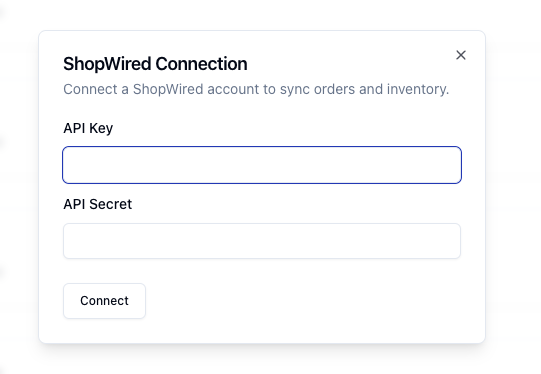 ShopWired Connection
Connect a ShopWired account to sync orders and inventory.
API Key
API Secret
Connect